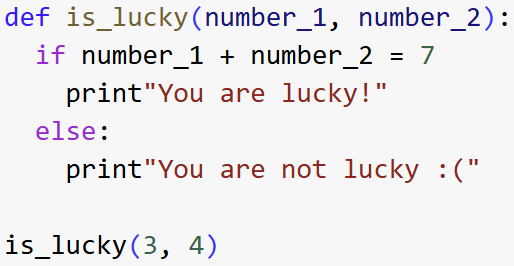 def is_lucky(number_1, number_2):
  if number_1 + number_2 = 7
    print"You are lucky!"
  else:
    print"You are not lucky :("

is_lucky(3, 4)